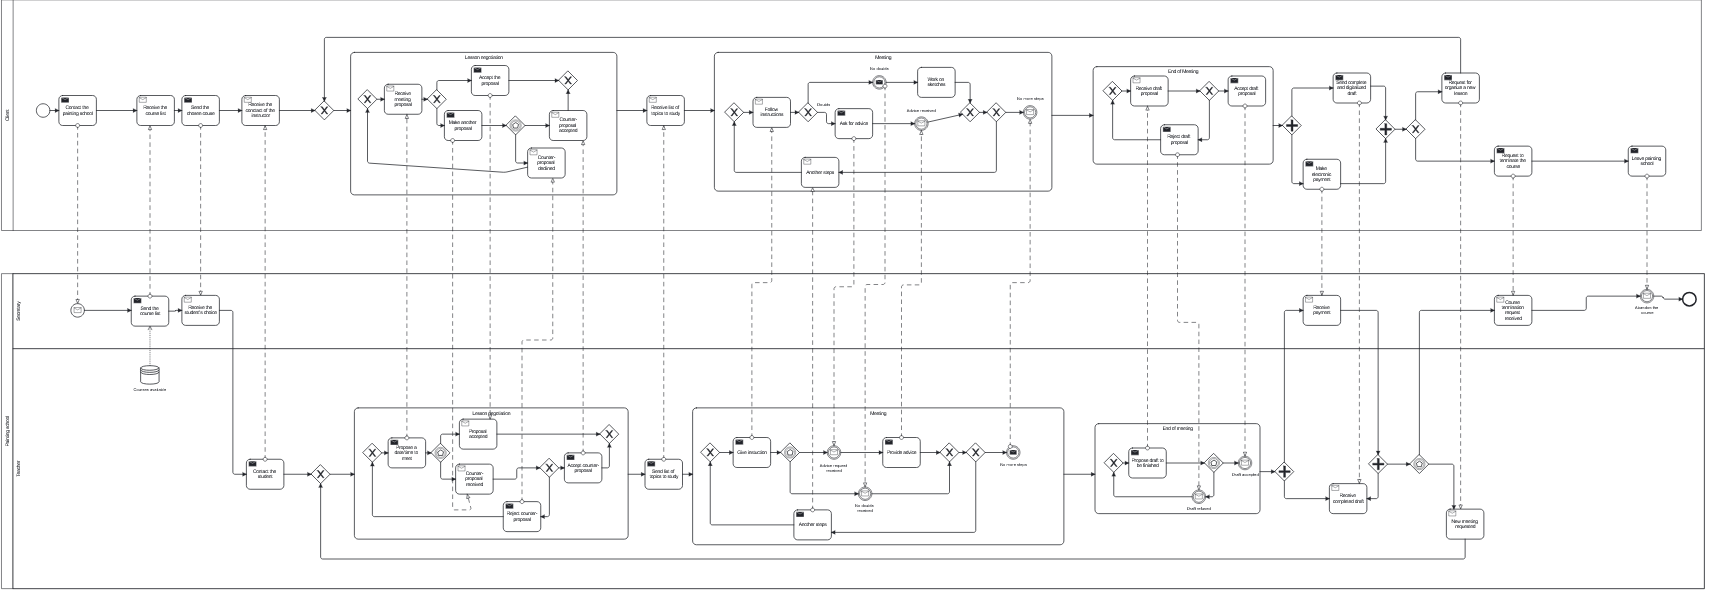 Client
Contact the
painting school
Receive the
course list
Send the
chosen course
Receive the
contact of the
instructor
Lesson negotiation
Receive
meeting
proposal
Accept the
proposal
Make another
proposal
Counter-
proposal
accepted
Counter-
proposal
declined
Receive list of
topics to study
Meeting
Follow
instructions
Doubts
No doubts
Work on
sketches
Ask for advice
Advice received
Another steps
No more steps
End of Meeting
Receive draft
proposal
Accept draft
proposal
Reject draft
proposal
Send complete
and digitalized
draft
Make
electronic
payment
Request for
organize a new
lesson
Request to
terminate the
course
Leave painting
school
Painting school
Secretary
Send the
course list
Receive the
student's choice
Courses available
Receive
payment
Course
termination
request
received
Abandon the
course
Teacher
Contact the
student
Lesson negotiation
Propose a
date/time to
meet
Proposal
accepted
Counter-
proposal
received
Accept counter-
proposal
Reject counter-
proposal
Send list of
topics to study
Meeting
Give instruction
Advice request
received
Provide advice
No doubts
received
Another steps
No more steps
End of meeting
Propose draft to
be finished
Draft accepted
Draft refused
Receive
completed draft
New meeting
requested